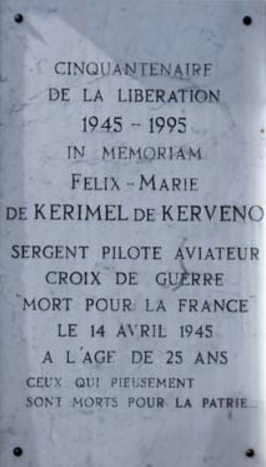 CINQUANTENAIRE
DE LA LIBERATION
1945 - 1995
IN MEMORIAM
FELIX - MARIE
DE KERIMEL DE KERVENO
SERGENT PILOTE AVIATEUR
CROIX DE GUERRE
"MORT POUR LA FRANCE"
LE 14 AVRIL 1945
A L'AGE DE 25 ANS
CEUX QUI PIEUSEMENT
SONT MORTS POUR LA PATRIE...